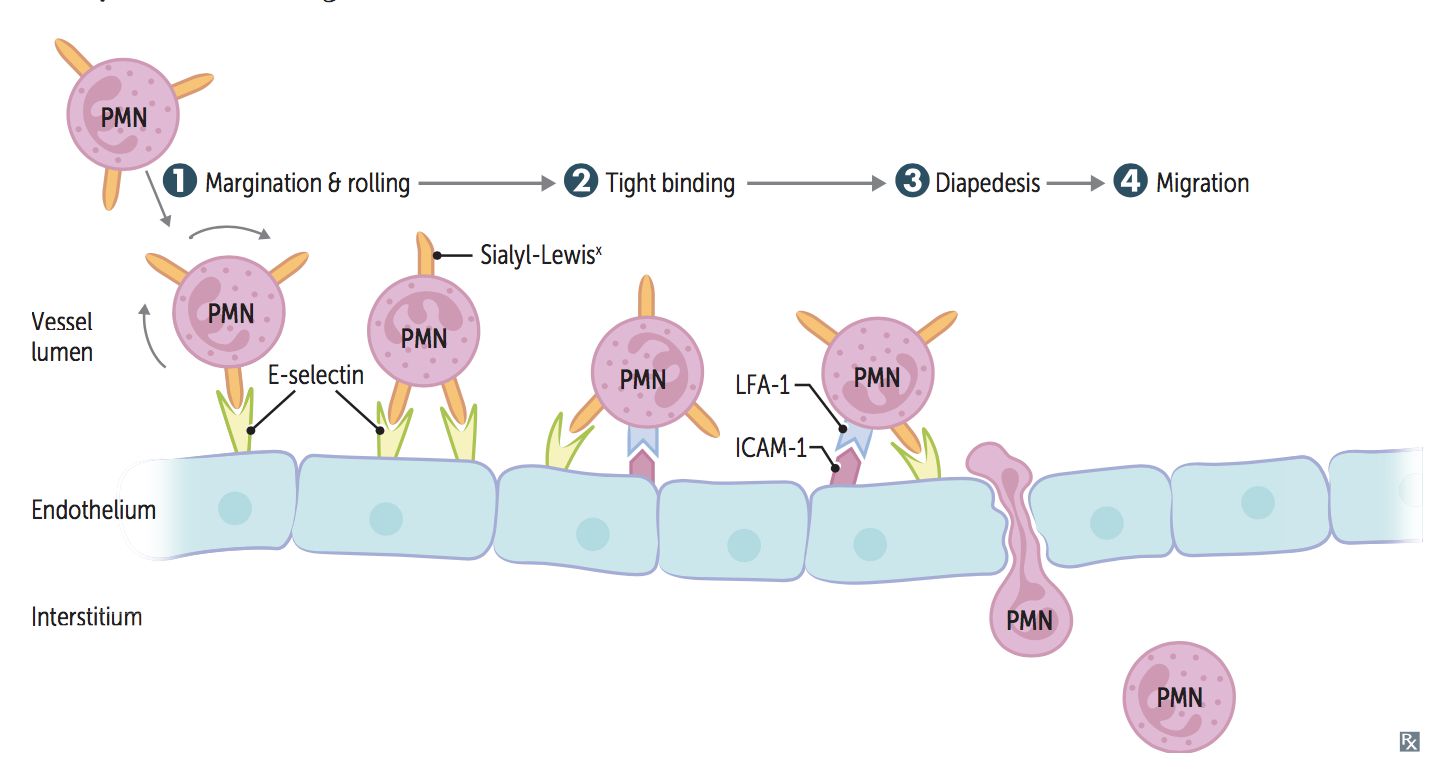 PMN
1 Margination & rolling
2 Tight binding
3 Diapedesis
4 Migration
Sialyl-Lewisˣ
PMN
PMN
Vessel
lumen
E-selectin
PMN
PMN
LFA-1
ICAM-1
Endothelium
Interstitium
PMN
PMN
Rx